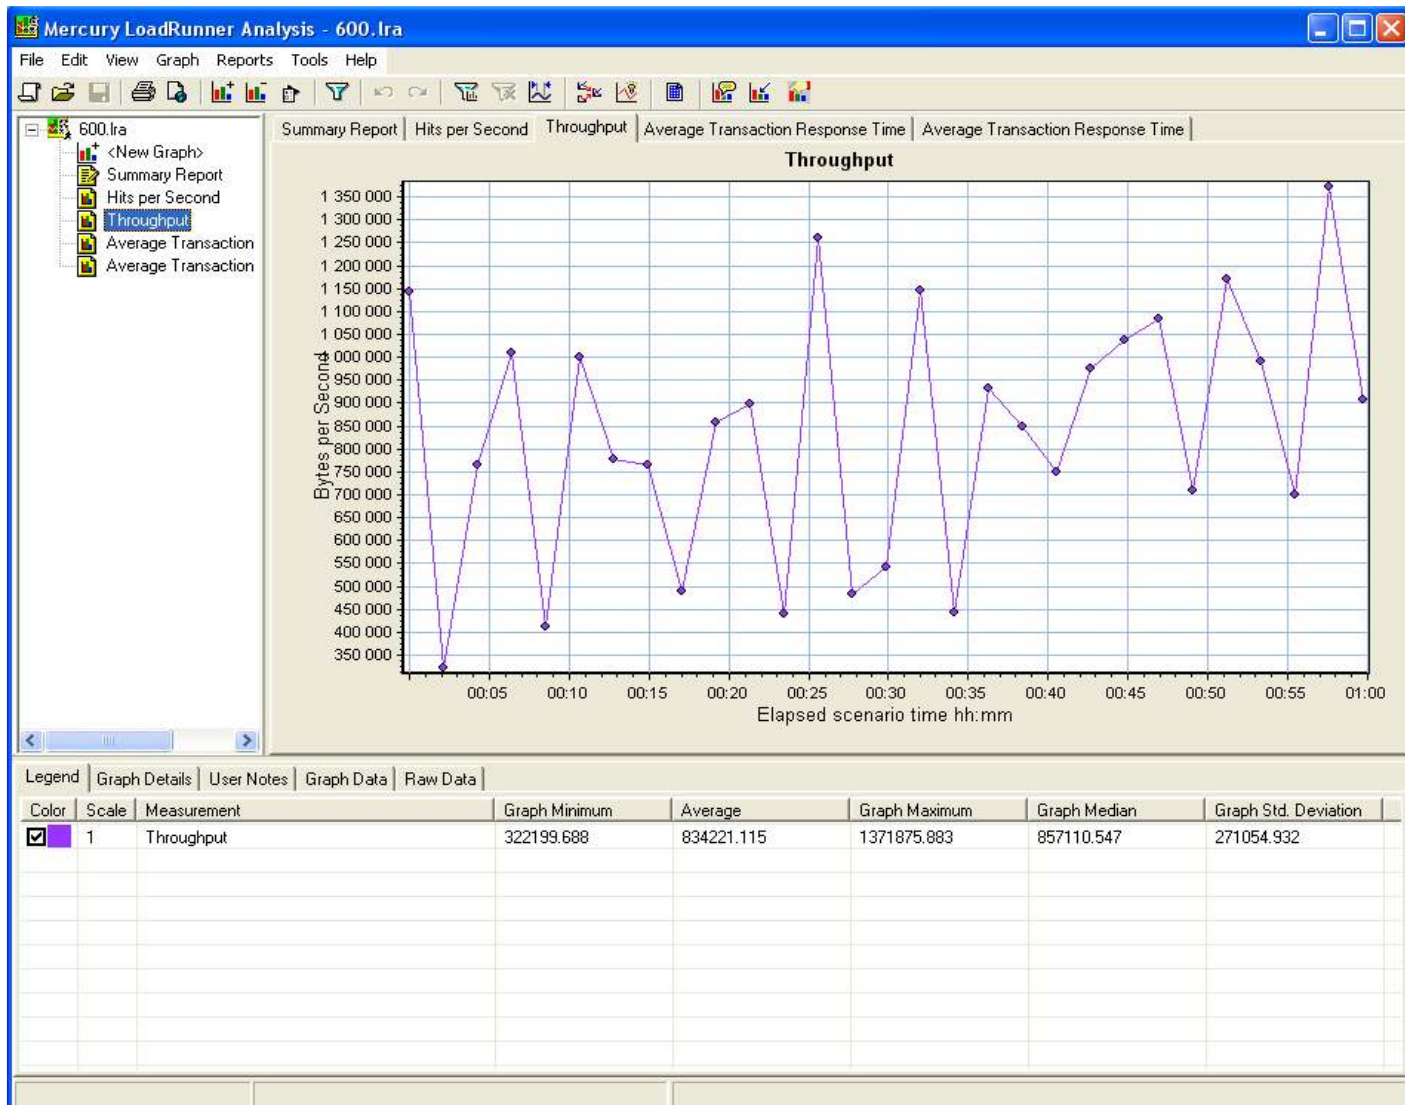 Mercury LoadRunner Analysis - 600.lra
File Edit View Graph Reports Tools Help
600.lra
<New Graph>
Summary Report
Hits per Second
Throughput
Average Transaction
Average Transaction
Summary Report Hits per Second Throughput Average Transaction Response Time Average Transaction Response Time
Throughput
Bytes per Second
1 350 000
1 300 000
1 250 000
1 200 000
1 150 000
1 100 000
1 050 000
1 000 000
950 000
900 000
850 000
800 000
750 000
700 000
650 000
600 000
550 000
500 000
450 000
400 000
350 000
00:05 00:10 00:15 00:20 00:25 00:30 00:35 00:40 00:45 00:50 00:55 01:00
Elapsed scenario time hh:mm
Legend Graph Details User Notes Graph Data Raw Data
Color Scale Measurement Graph Minimum Average Graph Maximum Graph Median Graph Std. Deviation
1 Throughput 322199.688 834221.115 1371875.883 857110.547 271054.932